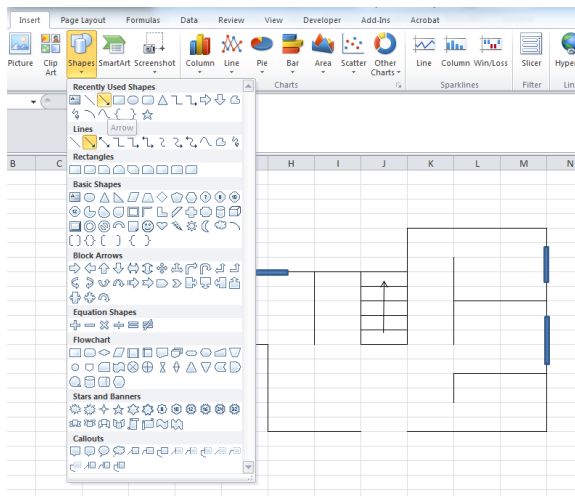 Insert Page Layout Formulas Data Review View Developer Add-Ins Acrobat
Picture Clip Art Shapes SmartArt Screenshot Column Line Pie Bar Area Scatter Other Charts Line Column Win/Loss Slicer Hyper
Charts Sparklines Filter Lin
Recently Used Shapes
Arrow
Lines
Rectangles
Basic Shapes
Block Arrows
Equation Shapes
Flowchart
Stars and Banners
Callouts
B C H I J K L M N